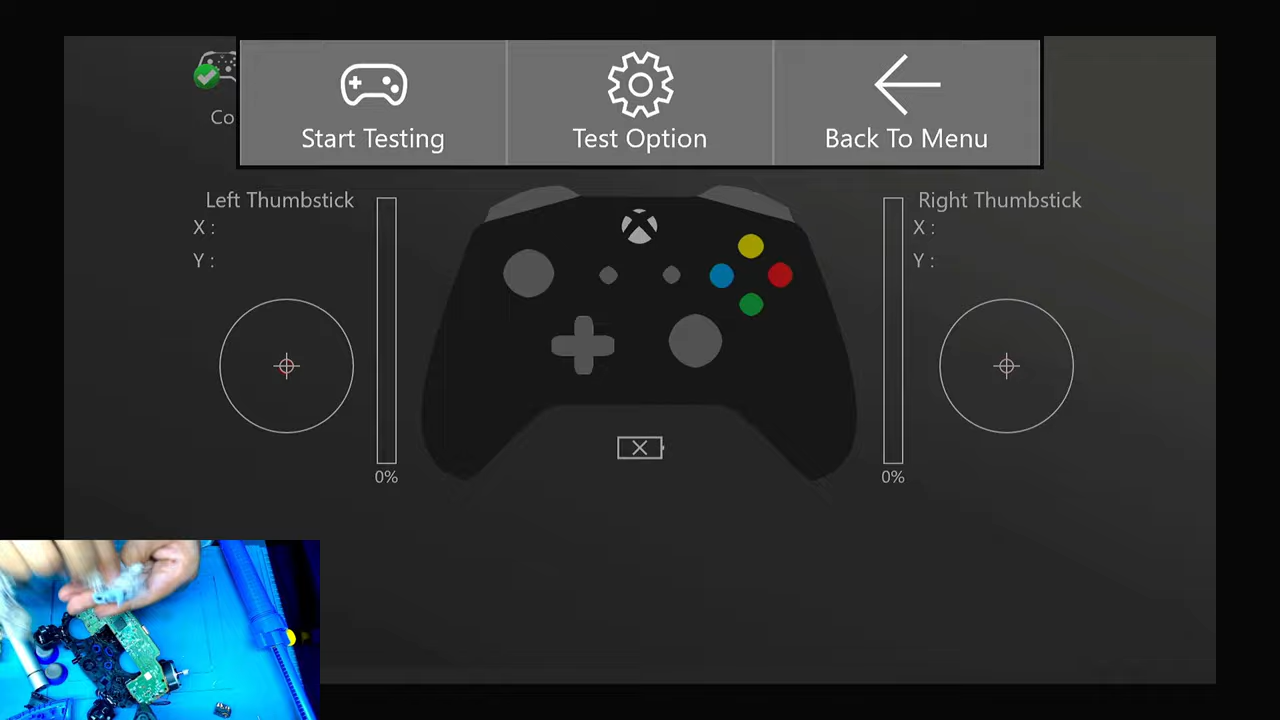 Start Testing
Test Option
Back To Menu
Co
Left Thumbstick
X :
Y :
Right Thumbstick
X :
Y :
0%
0%